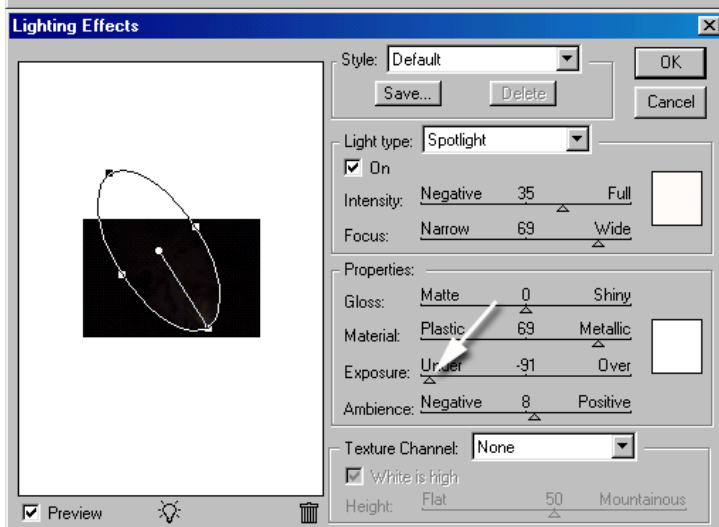 Lighting Effects
Style: Default
OK
Save... Delete
Cancel
Light type: Spotlight
On
Intensity: Negative 35 Full
Focus: Narrow 69 Wide
Properties:
Gloss: Matte 0 Shiny
Material: Plastic 69 Metallic
Exposure: Under -91 Over
Ambience: Negative 8 Positive
Texture Channel: None
White is high
Height: Flat 50 Mountainous
Preview